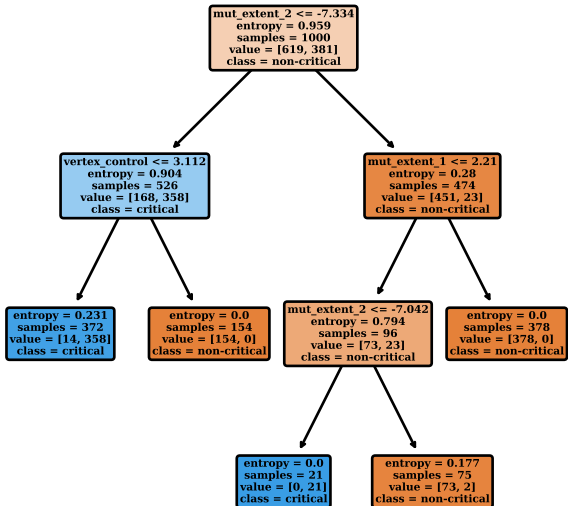 mut_extent_2 <= -7.334
entropy = 0.959
samples = 1000
value = [619, 381]
class = non-critical
vertex_control <= 3.112
entropy = 0.904
samples = 526
value = [168, 358]
class = critical
mut_extent_1 <= 2.21
entropy = 0.28
samples = 474
value = [451, 23]
class = non-critical
entropy = 0.231
samples = 372
value = [14, 358]
class = critical
entropy = 0.0
samples = 154
value = [154, 0]
class = non-critical
mut_extent_2 <= -7.042
entropy = 0.794
samples = 96
value = [73, 23]
class = non-critical
entropy = 0.0
samples = 378
value = [378, 0]
class = non-critical
entropy = 0.0
samples = 21
value = [0, 21]
class = critical
entropy = 0.177
samples = 75
value = [73, 2]
class = non-critical